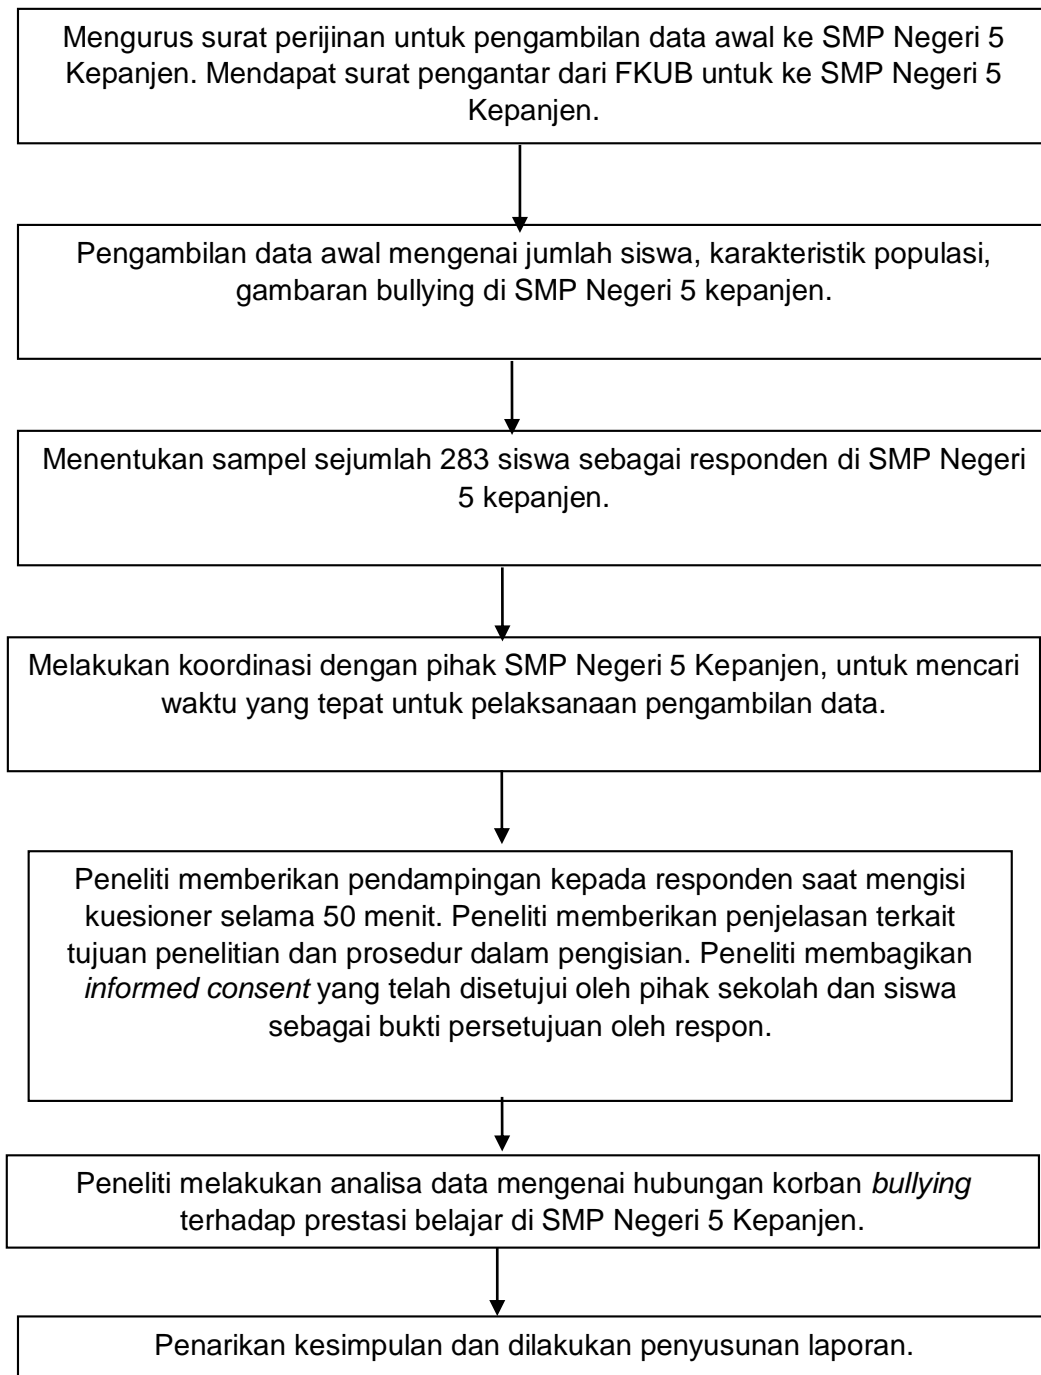 Mengurus surat perijinan untuk pengambilan data awal ke SMP Negeri 5
Kepanjen. Mendapat surat pengantar dari FKUB untuk ke SMP Negeri 5
Kepanjen.
Pengambilan data awal mengenai jumlah siswa, karakteristik populasi,
gambaran bullying di SMP Negeri 5 kepanjen.
Menentukan sampel sejumlah 283 siswa sebagai responden di SMP Negeri
5 kepanjen.
Melakukan koordinasi dengan pihak SMP Negeri 5 Kepanjen, untuk mencari
waktu yang tepat untuk pelaksanaan pengambilan data.
Peneliti memberikan pendampingan kepada responden saat mengisi
kuesioner selama 50 menit. Peneliti memberikan penjelasan terkait
tujuan penelitian dan prosedur dalam pengisian. Peneliti membagikan
informed consent yang telah disetujui oleh pihak sekolah dan siswa
sebagai bukti persetujuan oleh respon.
Peneliti melakukan analisa data mengenai hubungan korban bullying
terhadap prestasi belajar di SMP Negeri 5 Kepanjen.
Penarikan kesimpulan dan dilakukan penyusunan laporan.